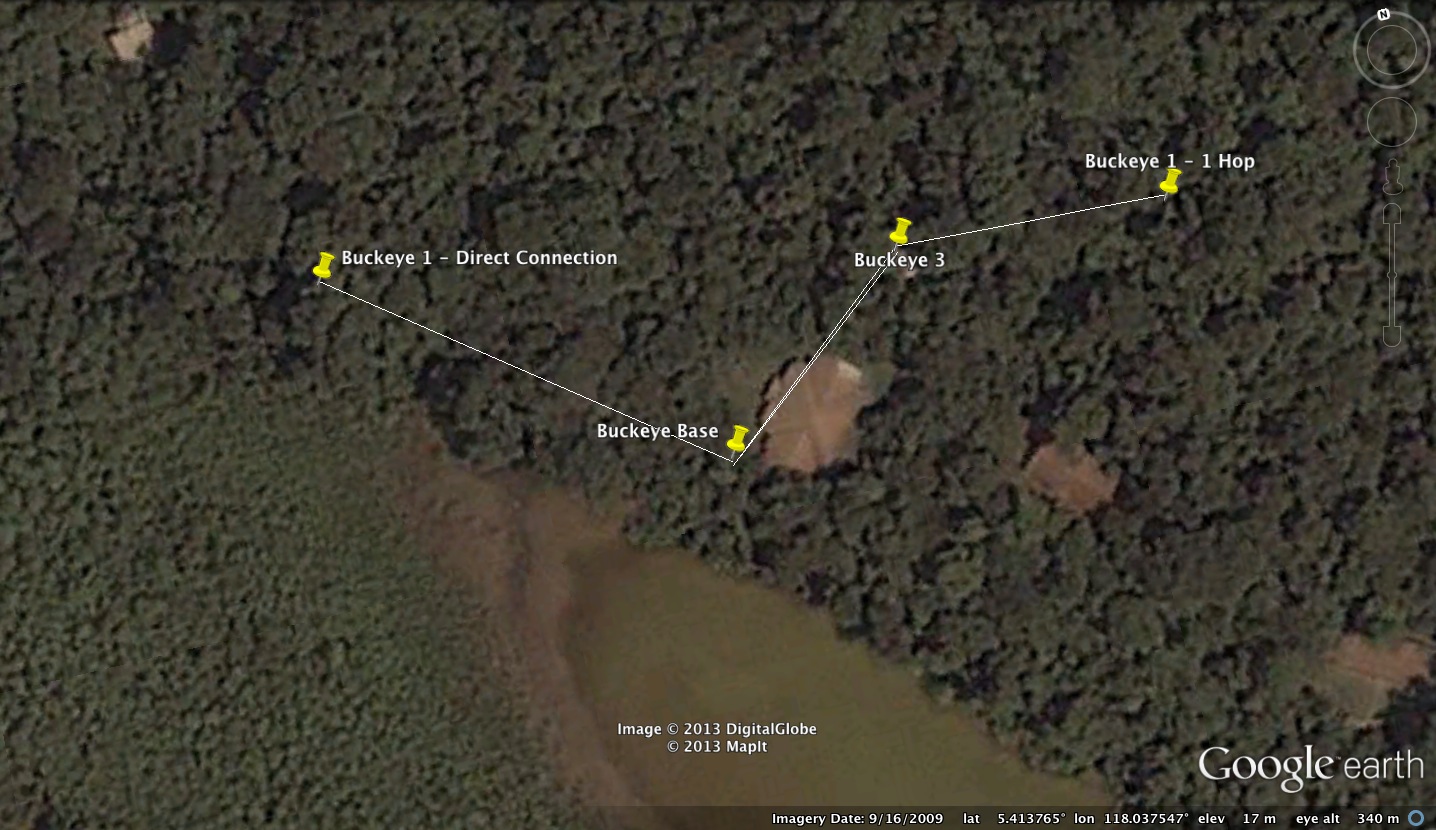 N
Buckeye 1 - 1 Hop
Buckeye 1 - Direct Connection
Buckeye 3
Buckeye Base
Image © 2013 DigitalGlobe
© 2013 MapIt
Google earth
Imagery Date: 9/16/2009 lat 5.413765° lon 118.037547° elev 17 m eye alt 340 m